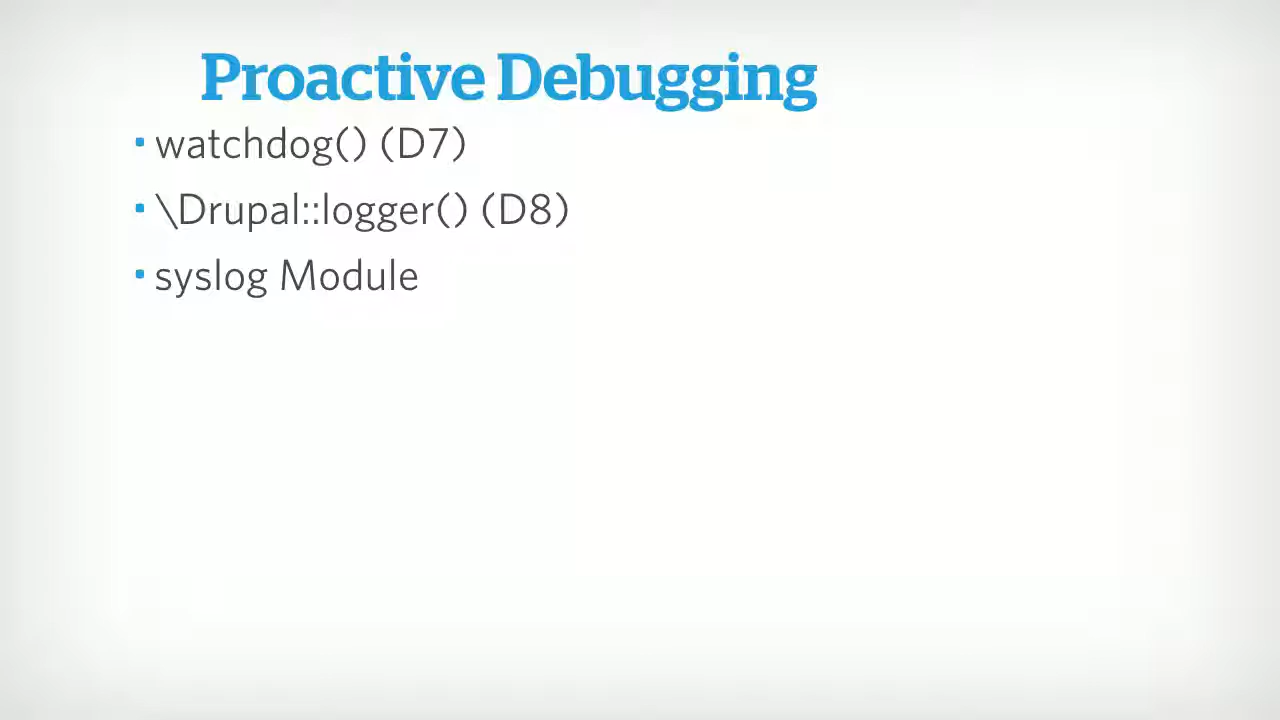 Proactive Debugging
• watchdog() (D7)
• \Drupal::logger() (D8)
• syslog Module